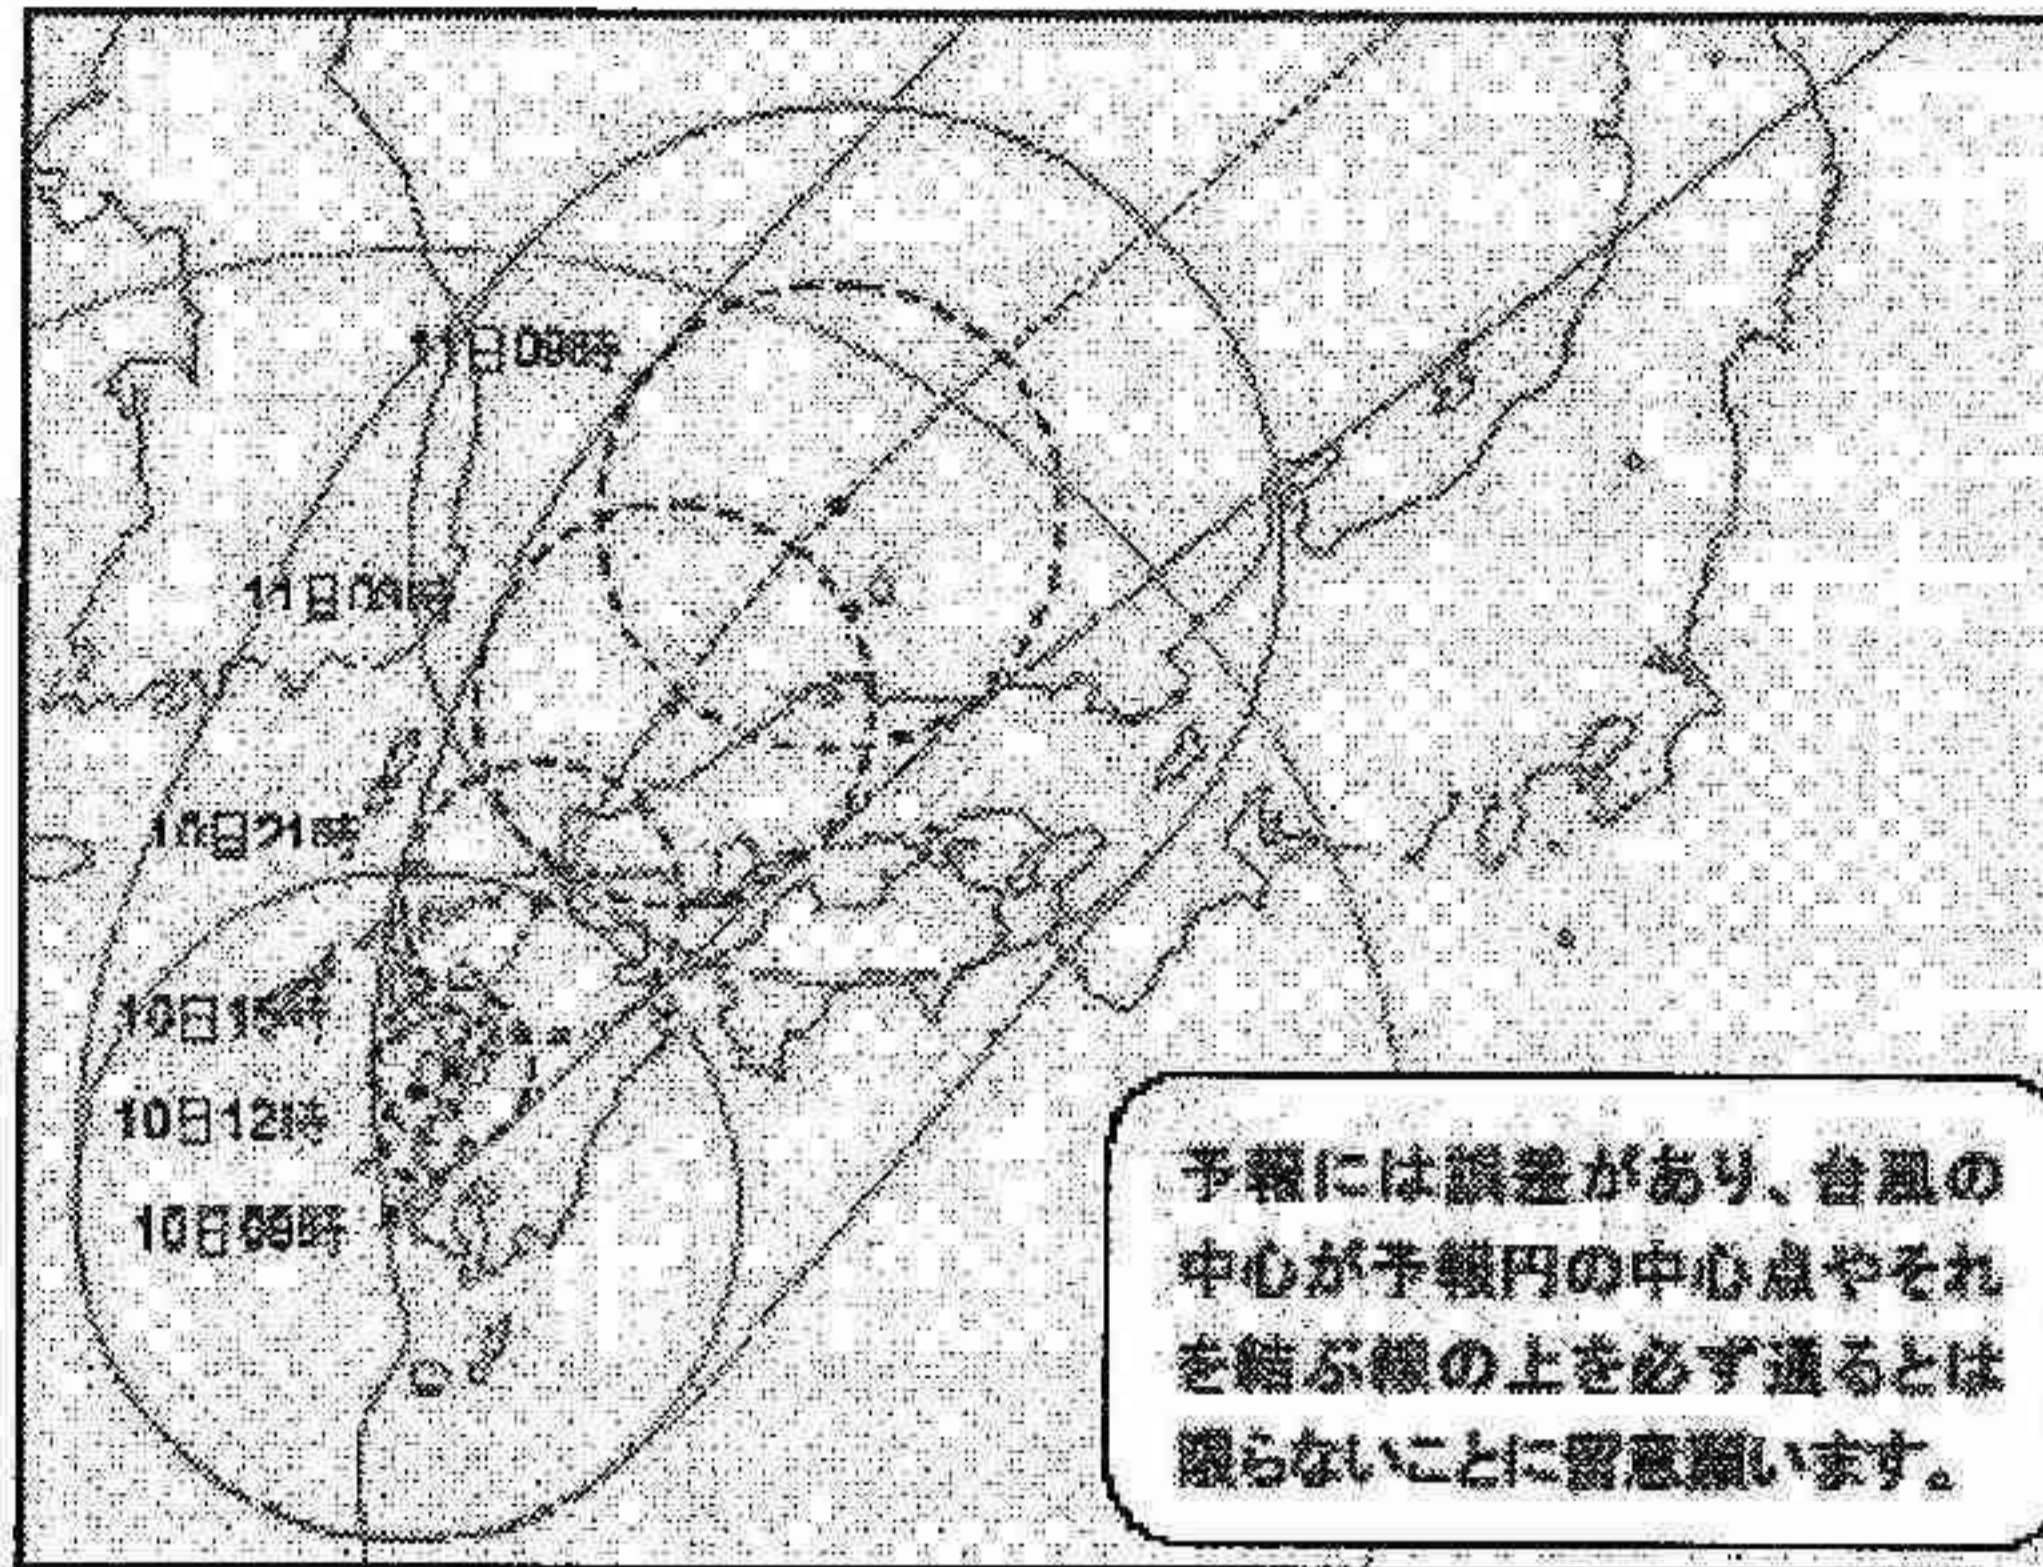 11日09時
11日03時
10日21時
10日15時
10日12時
10日09時
予報には誤差があり、台風の
中心が予報円の中心点やそれ
を結ぶ線の上を必ず通るとは
限らないことに留意願います。